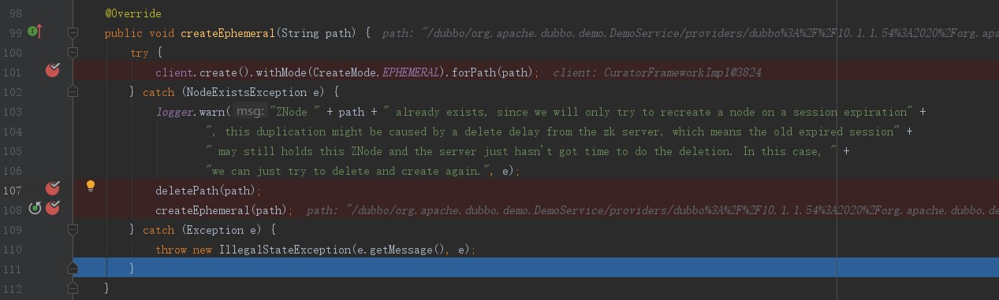 98 @Override
99 public void createEphemeral(String path) { path: "/dubbo/org.apache.dubbo.demo.DemoService/providers/dubbo%3A%2F%2F10.1.1.54%3A2020%2Forg.apa
100 try {
101 client.create().withMode(CreateMode.EPHEMERAL).forPath(path); client: CuratorFrameworkImpl@3824
102 } catch (NodeExistsException e) {
103 logger.warn( msg: "ZNode " + path + " already exists, since we will only try to recreate a node on a session expiration" +
104 ", this duplication might be caused by a delete delay from the zk server, which means the old expired session" +
105 " may still holds this ZNode and the server just hasn't got time to do the deletion. In this case, " +
106 "we can just try to delete and create again.", e);
107 deletePath(path);
108 createEphemeral(path); path: "/dubbo/org.apache.dubbo.demo.DemoService/providers/dubbo%3A%2F%2F10.1.1.54%3A2020%2Forg.apache.dubbo.de
109 } catch (Exception e) {
110 throw new IllegalStateException(e.getMessage(), e);
111 }
112 }